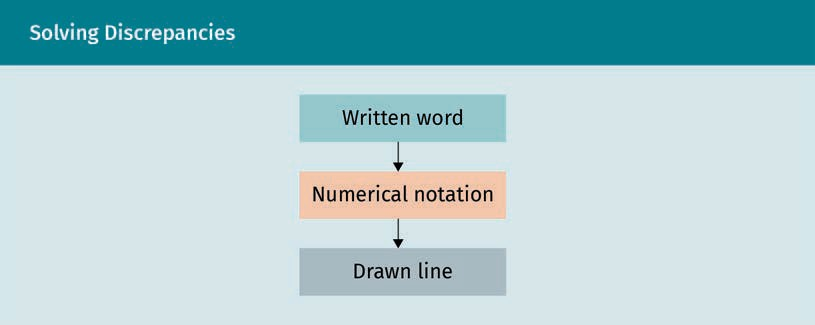 Solving Discrepancies
Written word
Numerical notation
Drawn line